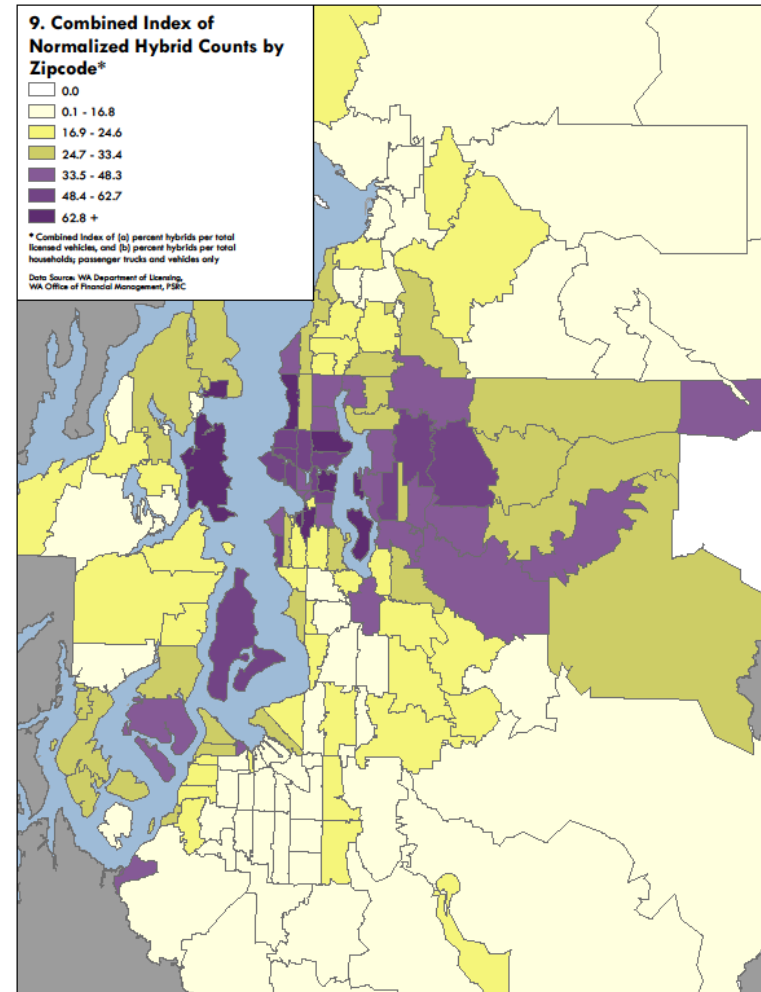 9. Combined Index of
Normalized Hybrid Counts by
Zipcode*
0.0
0.1 - 16.8
16.9 - 24.6
24.7 - 33.4
33.5 - 48.3
48.4 - 62.7
62.8 +
* Combined Index of (a) percent hybrids per total
licensed vehicles, and (b) percent hybrids per total
households; passenger trucks and vehicles only
Data Source: WA Department of Licensing,
WA Office of Financial Management, PSRC